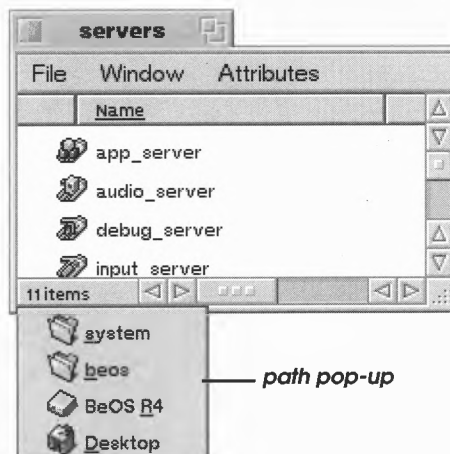 servers
File Window Attributes
Name
app_server
audio_server
debug_server
input_server
11 items
system
beos
path pop-up
BeOS R4
Desktop